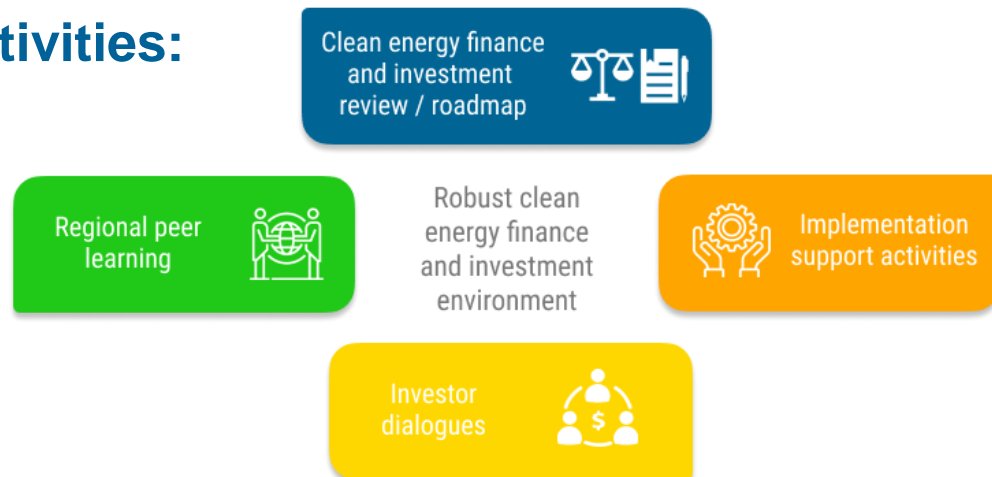 tivities:
Clean energy finance
and investment
review / roadmap
Regional peer
learning
Robust clean
energy finance
and investment
environment
Implementation
support activities
Investor
dialogues
$